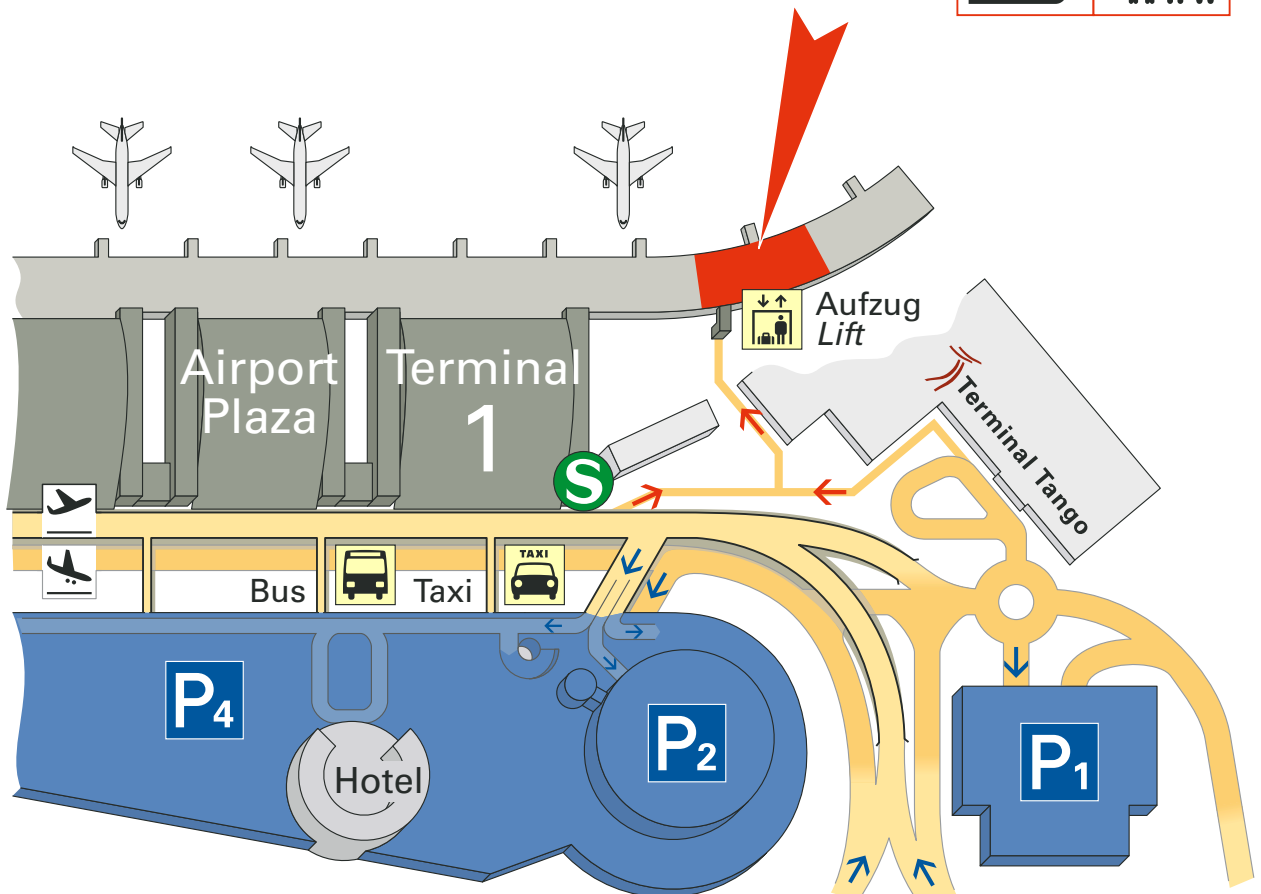 Aufzug
Lift
Airport
Plaza
Terminal
1
Terminal Tango
S
TAXI
Bus
Taxi
P4
P2
P1
Hotel